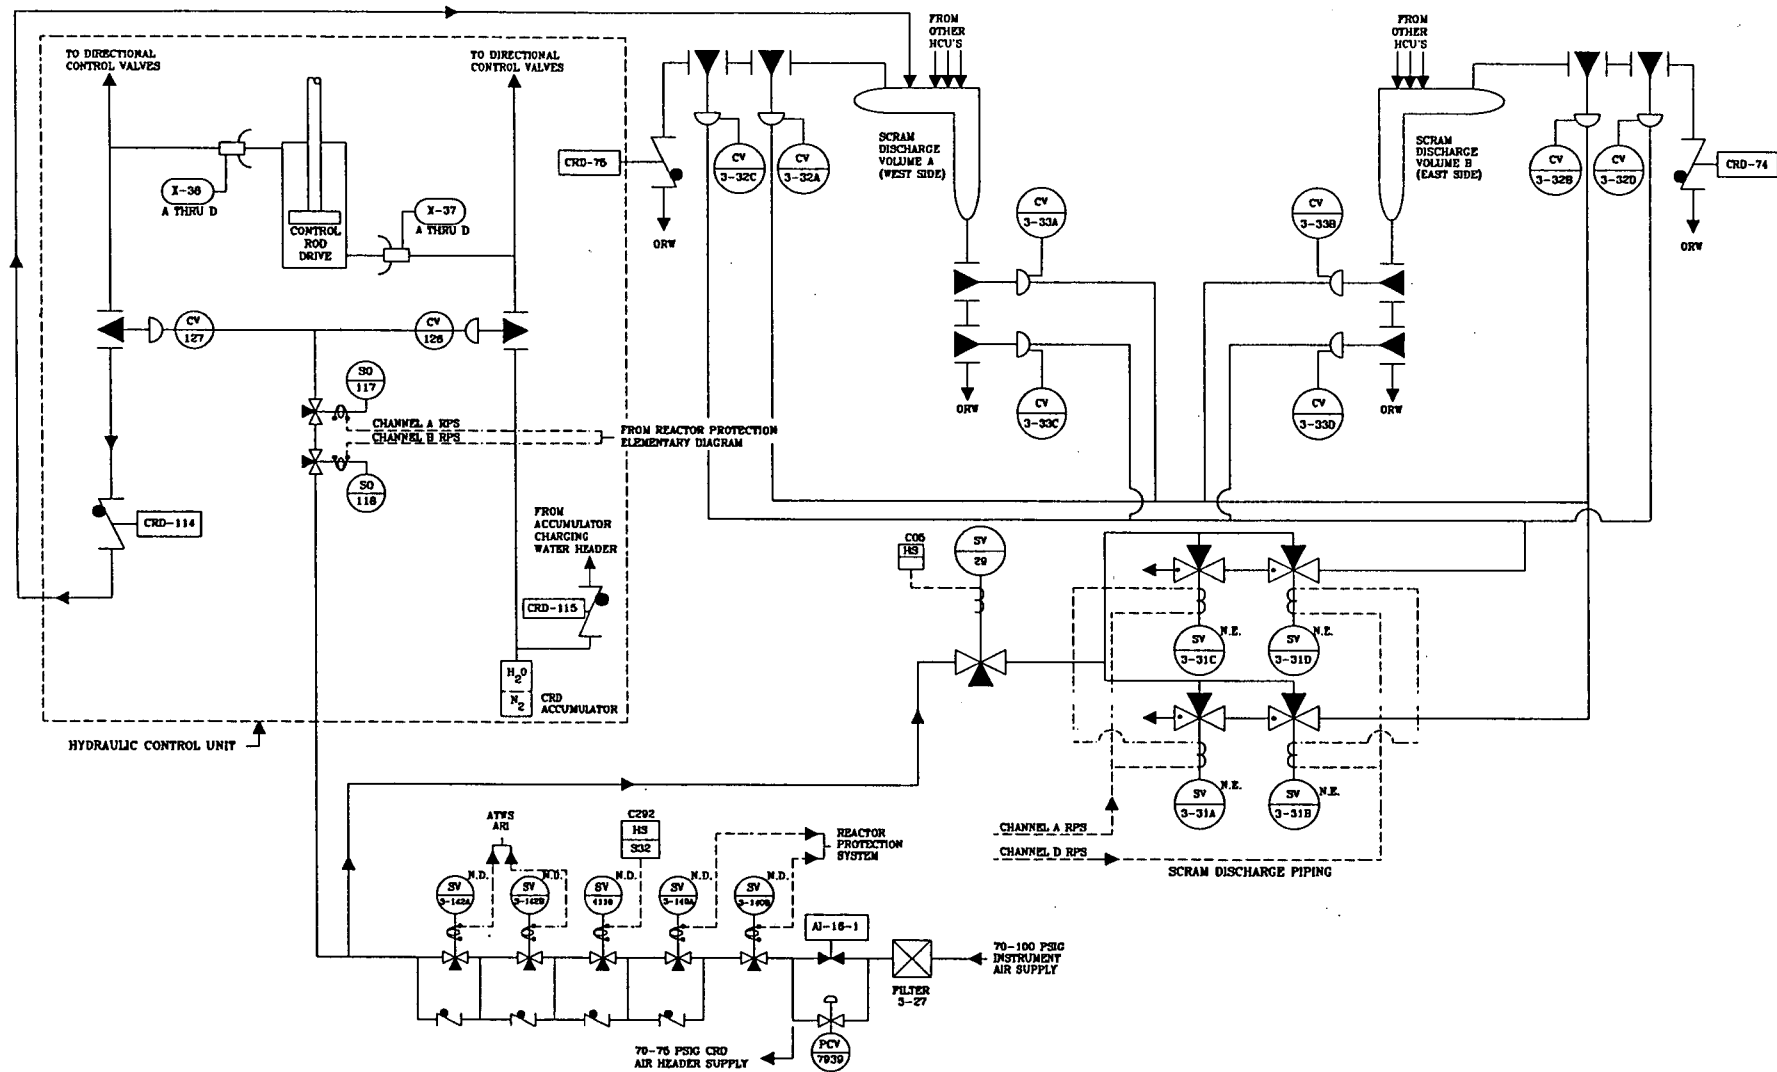 TO DIRECTIONAL
CONTROL VALVES
TO DIRECTIONAL
CONTROL VALVES
FROM
OTHER
HCU'S
FROM
OTHER
HCU'S
X-36
A THRU D
X-37
A THRU D
CONTROL
ROD
DRIVE
CRD-75
CV
3-32C
CV
3-32A
ORW
SCRAM
DISCHARGE
VOLUME A
(WEST SIDE)
SCRAM
DISCHARGE
VOLUME B
(EAST SIDE)
CV
3-32B
CV
3-32D
CRD-74
ORW
CV
3-33A
CV
3-33B
CV
3-33C
CV
3-33D
ORW
ORW
CV
127
CV
126
SO
117
CHANNEL A RPS
CHANNEL B RPS
FROM REACTOR PROTECTION
ELEMENTARY DIAGRAM
SO
118
CRD-114
FROM
ACCUMULATOR
CHARGING
WATER HEADER
CRD-115
H2O
N2
CRD
ACCUMULATOR
HYDRAULIC CONTROL UNIT
C05
HS
SV
29
SV
3-31C
N.E.
SV
3-31D
N.E.
SV
3-31A
N.E.
SV
3-31B
N.E.
CHANNEL A RPS
CHANNEL D RPS
SCRAM DISCHARGE PIPING
ATWS
ARI
C292
HS
S32
REACTOR
PROTECTION
SYSTEM
SV
3-142A
N.D.
SV
3-142B
N.D.
SV
4116
N.D.
SV
3-140A
N.D.
SV
3-140B
N.D.
AI-16-1
FILTER
3-27
70-100 PSIG
INSTRUMENT
AIR SUPPLY
PCV
7939
70-75 PSIG CRD
AIR HEADER SUPPLY